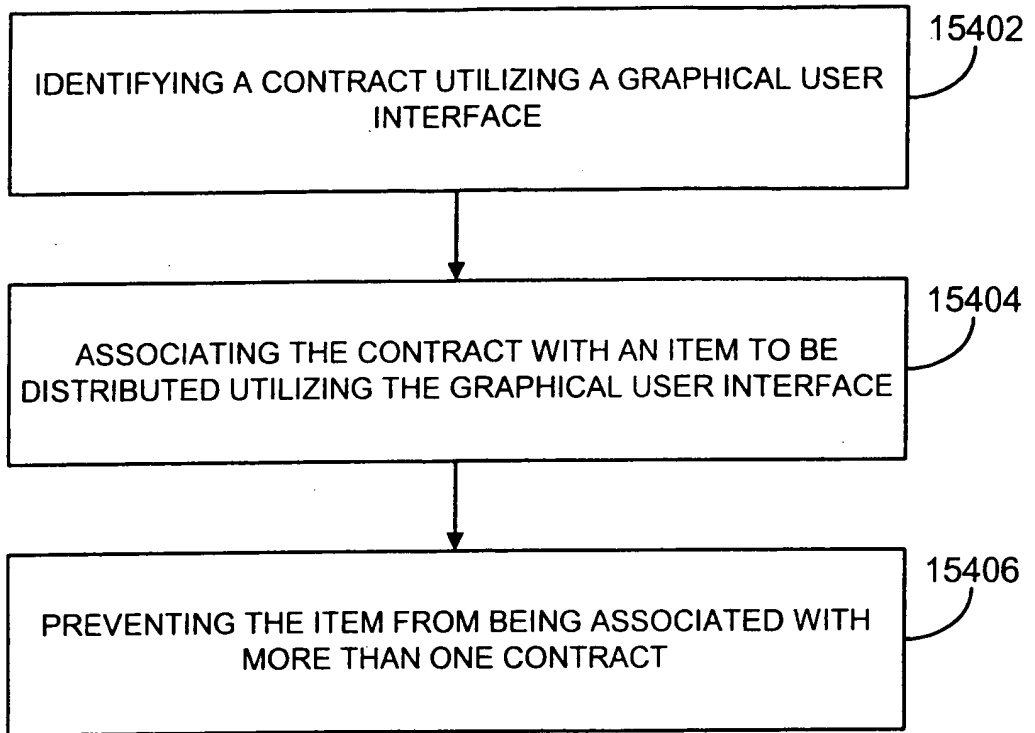 15402
IDENTIFYING A CONTRACT UTILIZING A GRAPHICAL USER
INTERFACE
15404
ASSOCIATING THE CONTRACT WITH AN ITEM TO BE
DISTRIBUTED UTILIZING THE GRAPHICAL USER INTERFACE
15406
PREVENTING THE ITEM FROM BEING ASSOCIATED WITH
MORE THAN ONE CONTRACT